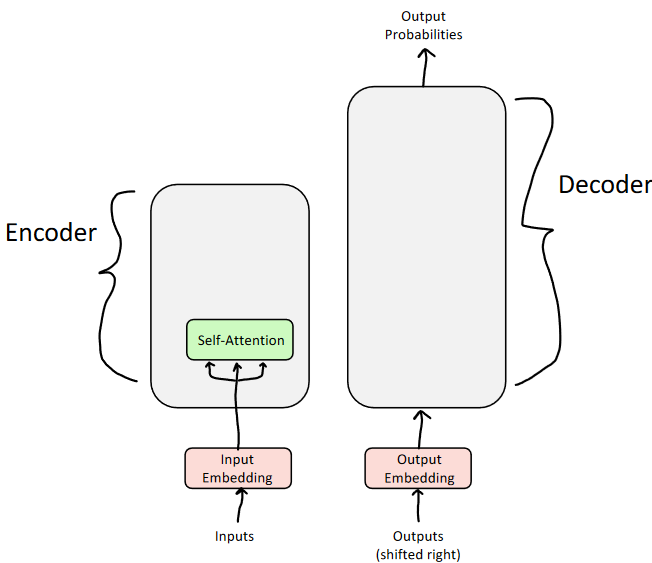 Output
Probabilities
Encoder
Decoder
Self-Attention
Input
Embedding
Output
Embedding
Inputs
Outputs
(shifted right)